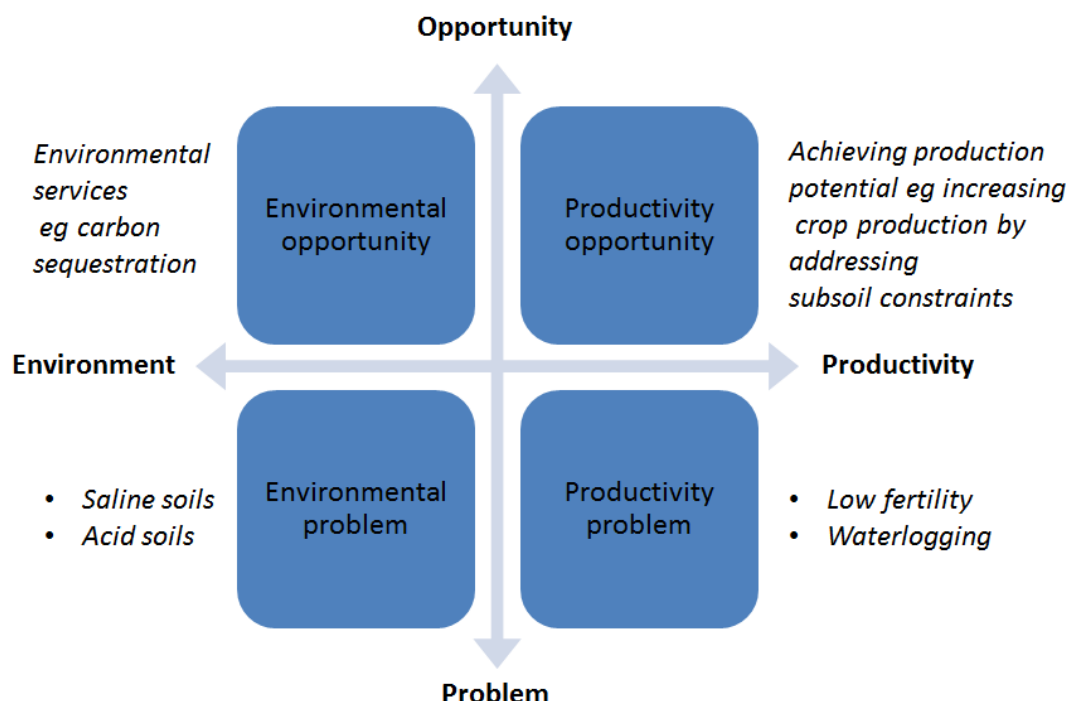 Opportunity
Environmental
services
eg carbon
sequestration
Environmental
opportunity
Productivity
opportunity
Achieving production
potential eg increasing
crop production by
addressing
subsoil constraints
Environment
Productivity
• Saline soils
• Acid soils
Environmental
problem
Productivity
problem
• Low fertility
• Waterlogging
Problem